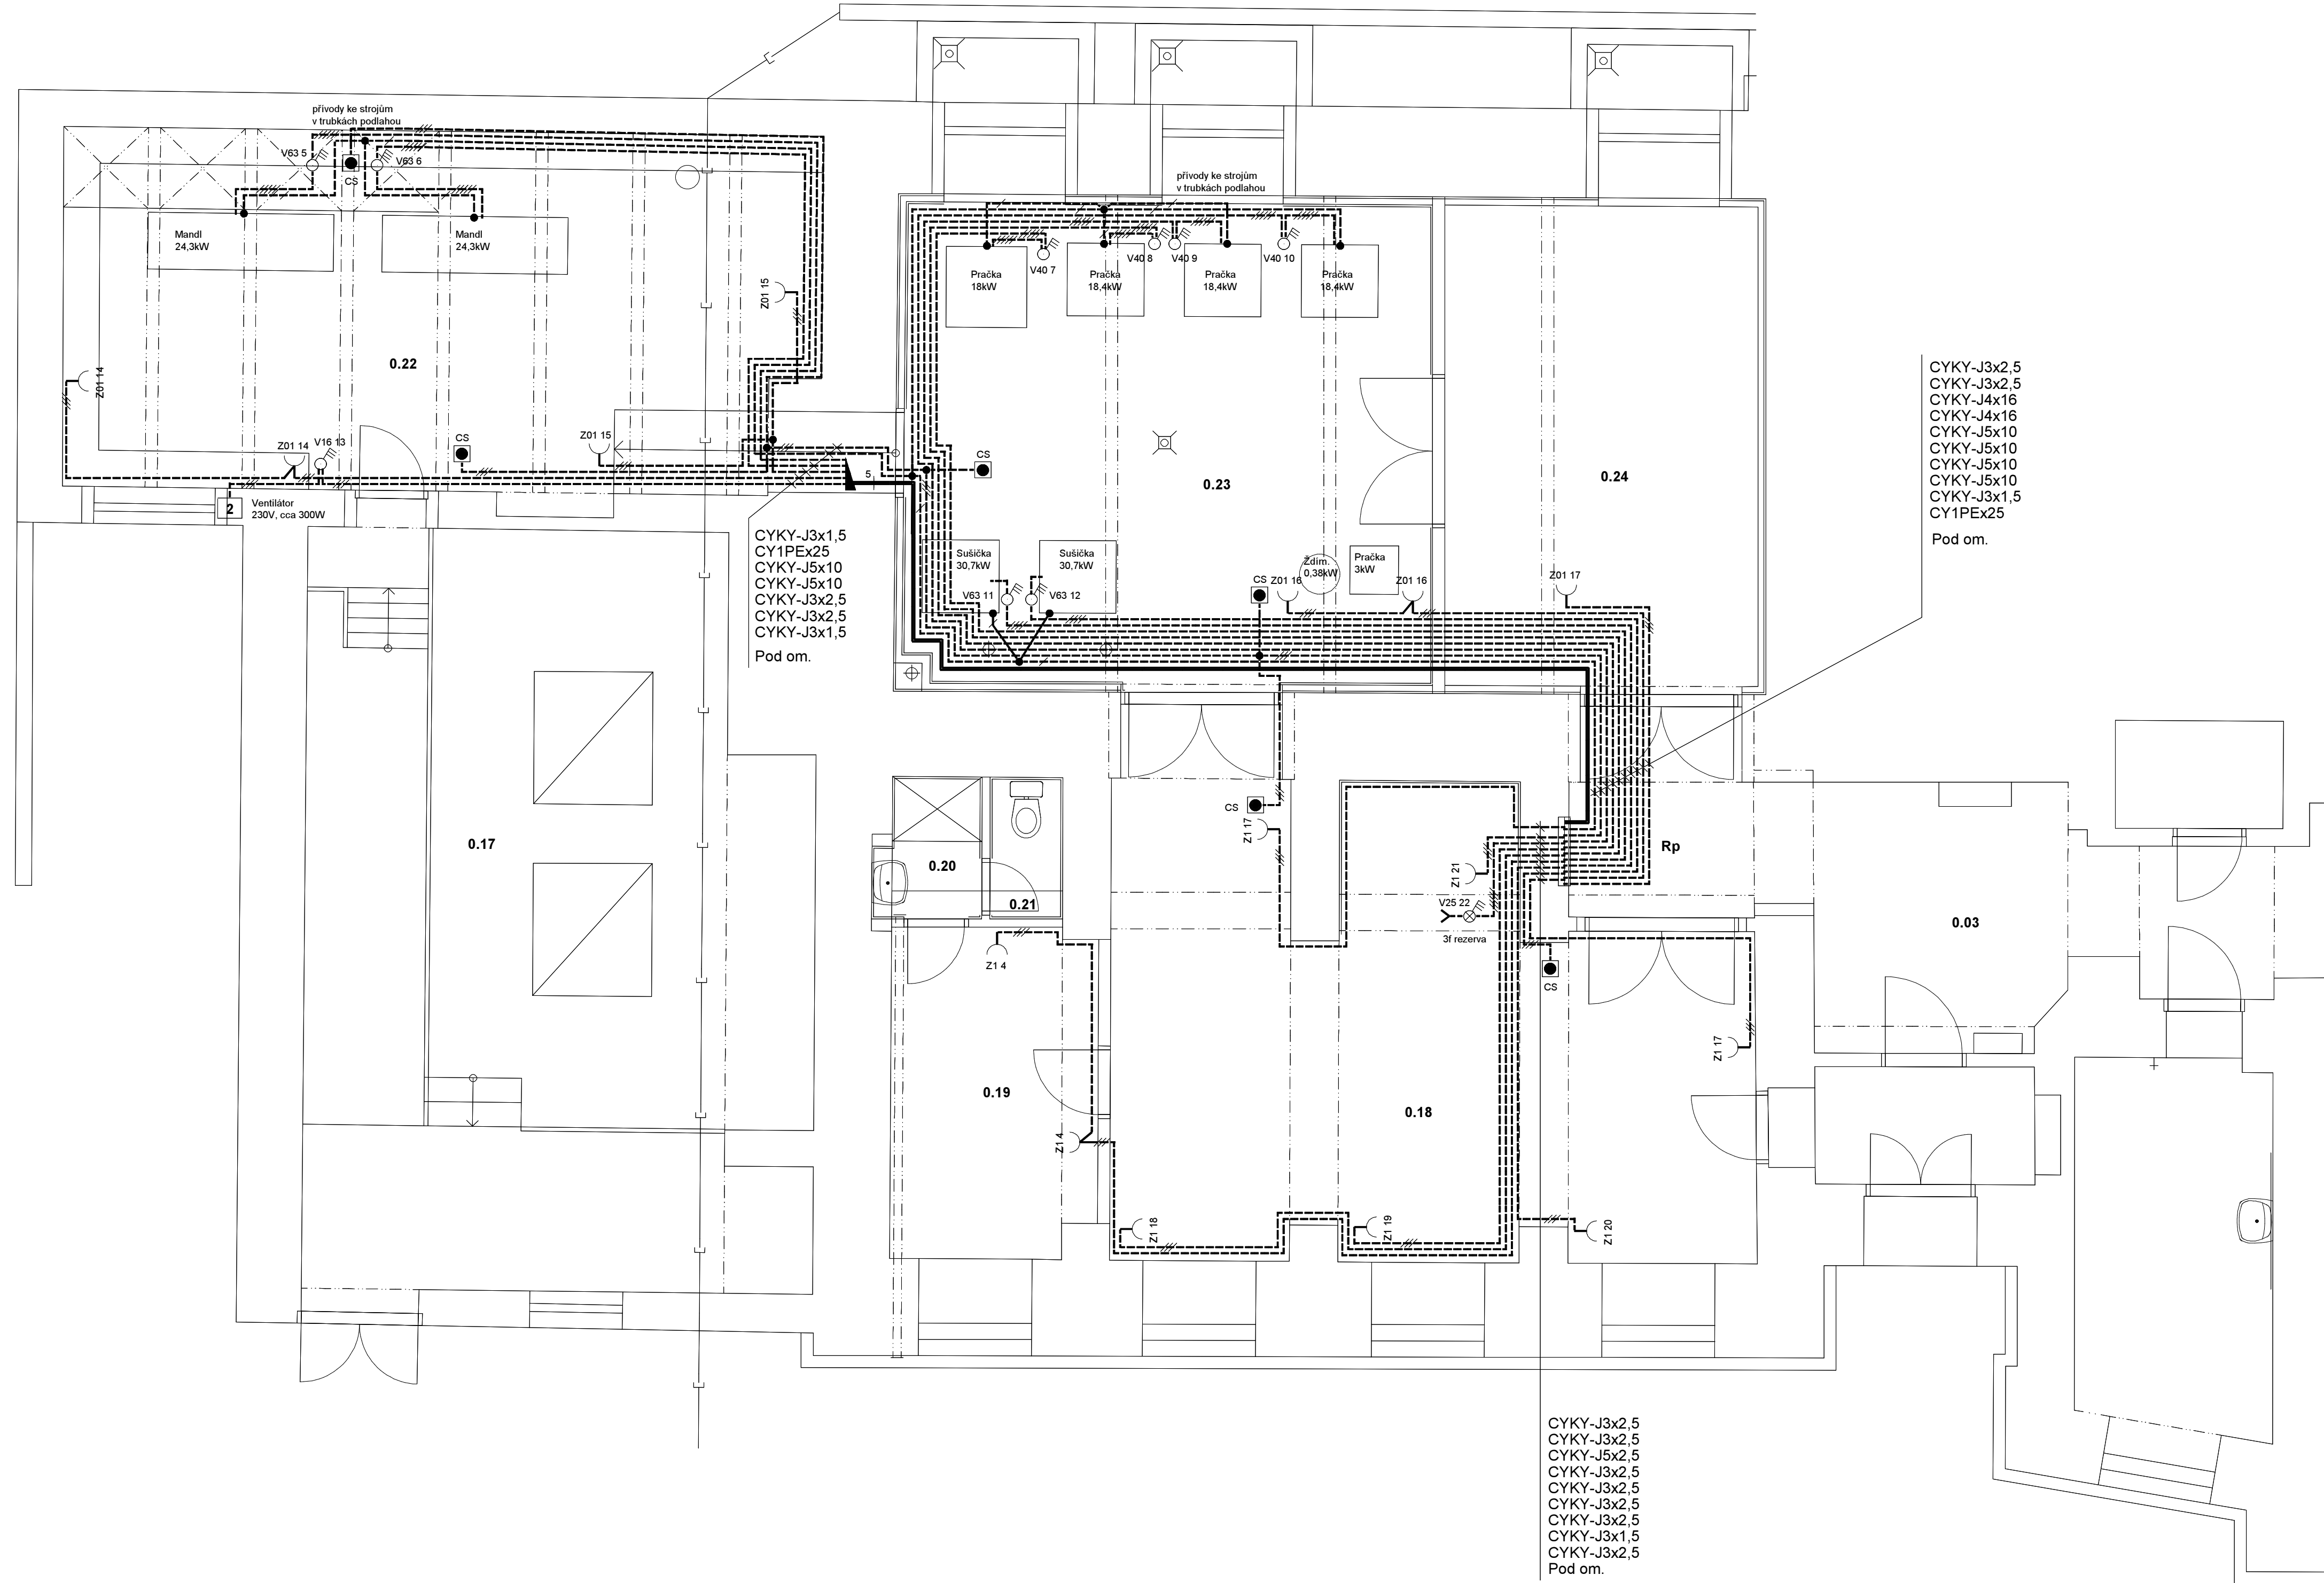 přívody ke strojům
v trubkách podlahou
V63 5
CS
V63 6
Mandl
24,3kW
Mandl
24,3kW
Z01 15
0.22
Z01 14
Z01 14
V16 13
CS
Z01 15
5
2
Ventilátor
230V, cca 300W
přívody ke strojům
v trubkách podlahou
V40 7
V40 8
V40 9
V40 10
Pračka
18kW
Pračka
18,4kW
Pračka
18,4kW
Pračka
18,4kW
CS
0.23
0.24
Sušička
30,7kW
Sušička
30,7kW
V63 11
V63 12
CS
Z01 16
Ždím.
0,38kW
Pračka
3kW
Z01 16
Z01 17
CYKY-J3x1,5
CY1PEx25
CYKY-J5x10
CYKY-J5x10
CYKY-J3x2,5
CYKY-J3x2,5
CYKY-J3x1,5
Pod om.
CYKY-J3x2,5
CYKY-J3x2,5
CYKY-J4x16
CYKY-J4x16
CYKY-J5x10
CYKY-J5x10
CYKY-J5x10
CYKY-J5x10
CYKY-J3x1,5
CY1PEx25
Pod om.
0.17
0.20
0.21
CS
Z1 17
Z1 21
V25 22
3f rezerva
Rp
0.03
CS
Z1 4
Z1 17
0.19
0.18
Z1 4
Z1 18
Z1 19
Z1 20
CYKY-J3x2,5
CYKY-J3x2,5
CYKY-J5x2,5
CYKY-J3x2,5
CYKY-J3x2,5
CYKY-J3x2,5
CYKY-J3x2,5
CYKY-J3x1,5
CYKY-J3x2,5
Pod om.